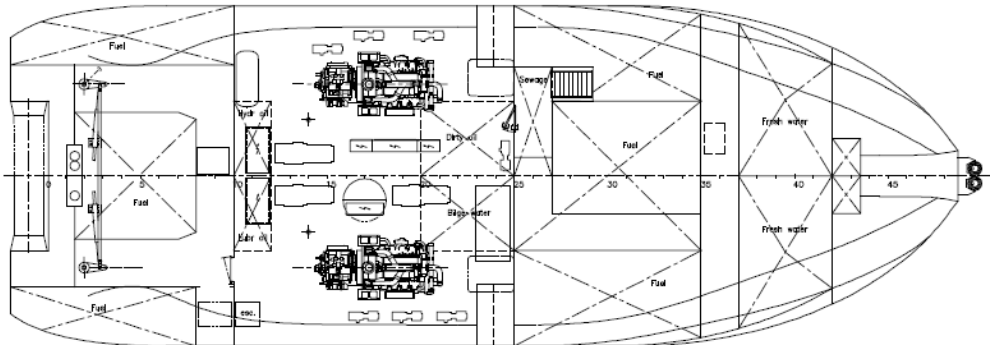 Fuel
Sewage
Fuel
Hydr oil
Dirty oil
Fuel
Fresh water
0 5 10 15 20 25 30 35 40 45
Fuel
Bilge water
Lubr oil
Fresh water
Fuel
Fuel
esc.